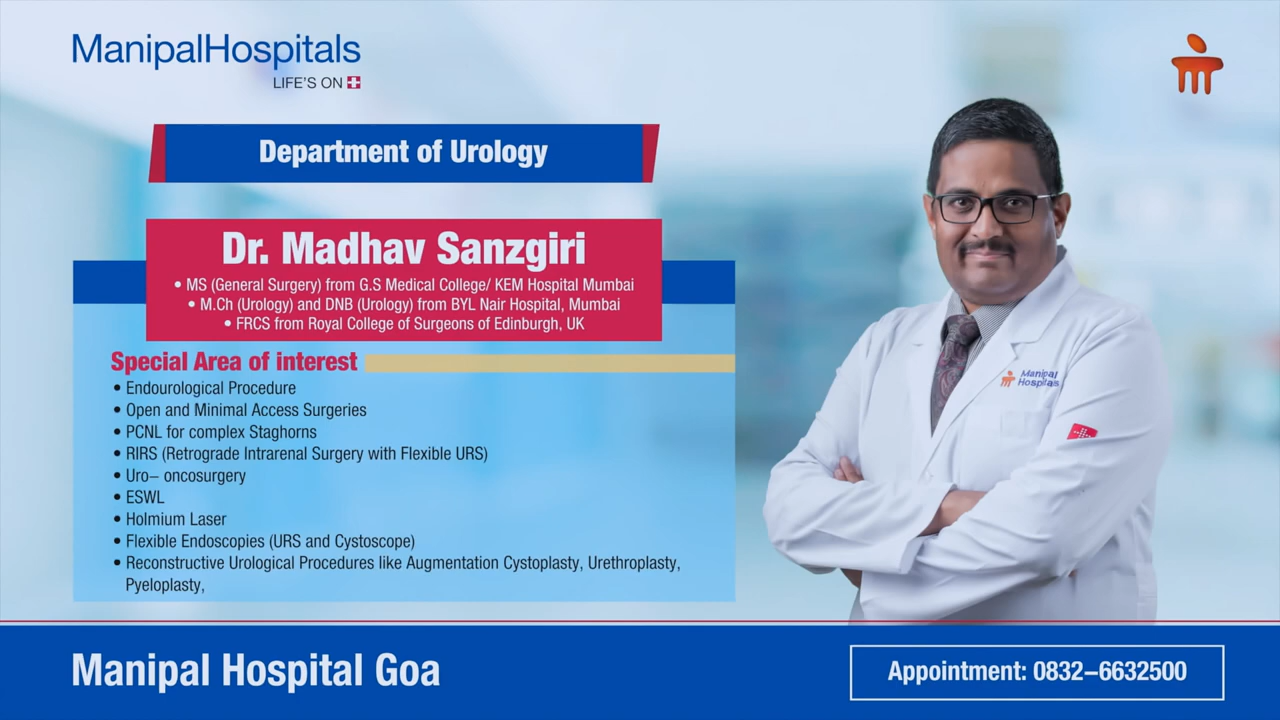 ManipalHospitals
LIFE'S ON
Department of Urology
Dr. Madhav Sanzgiri
• MS (General Surgery) from G.S Medical College/ KEM Hospital Mumbai
• M.Ch (Urology) and DNB (Urology) from BYL Nair Hospital, Mumbai
• FRCS from Royal College of Surgeons of Edinburgh, UK
Special Area of interest
• Endourological Procedure
• Open and Minimal Access Surgeries
• PCNL for complex Staghorns
• RIRS (Retrograde Intrarenal Surgery with Flexible URS)
• Uro– oncosurgery
• ESWL
• Holmium Laser
• Flexible Endoscopies (URS and Cystoscope)
• Reconstructive Urological Procedures like Augmentation Cystoplasty, Urethroplasty,
Pyeloplasty,
Manipal
Hospitals
Manipal Hospital Goa
Appointment: 0832–6632500